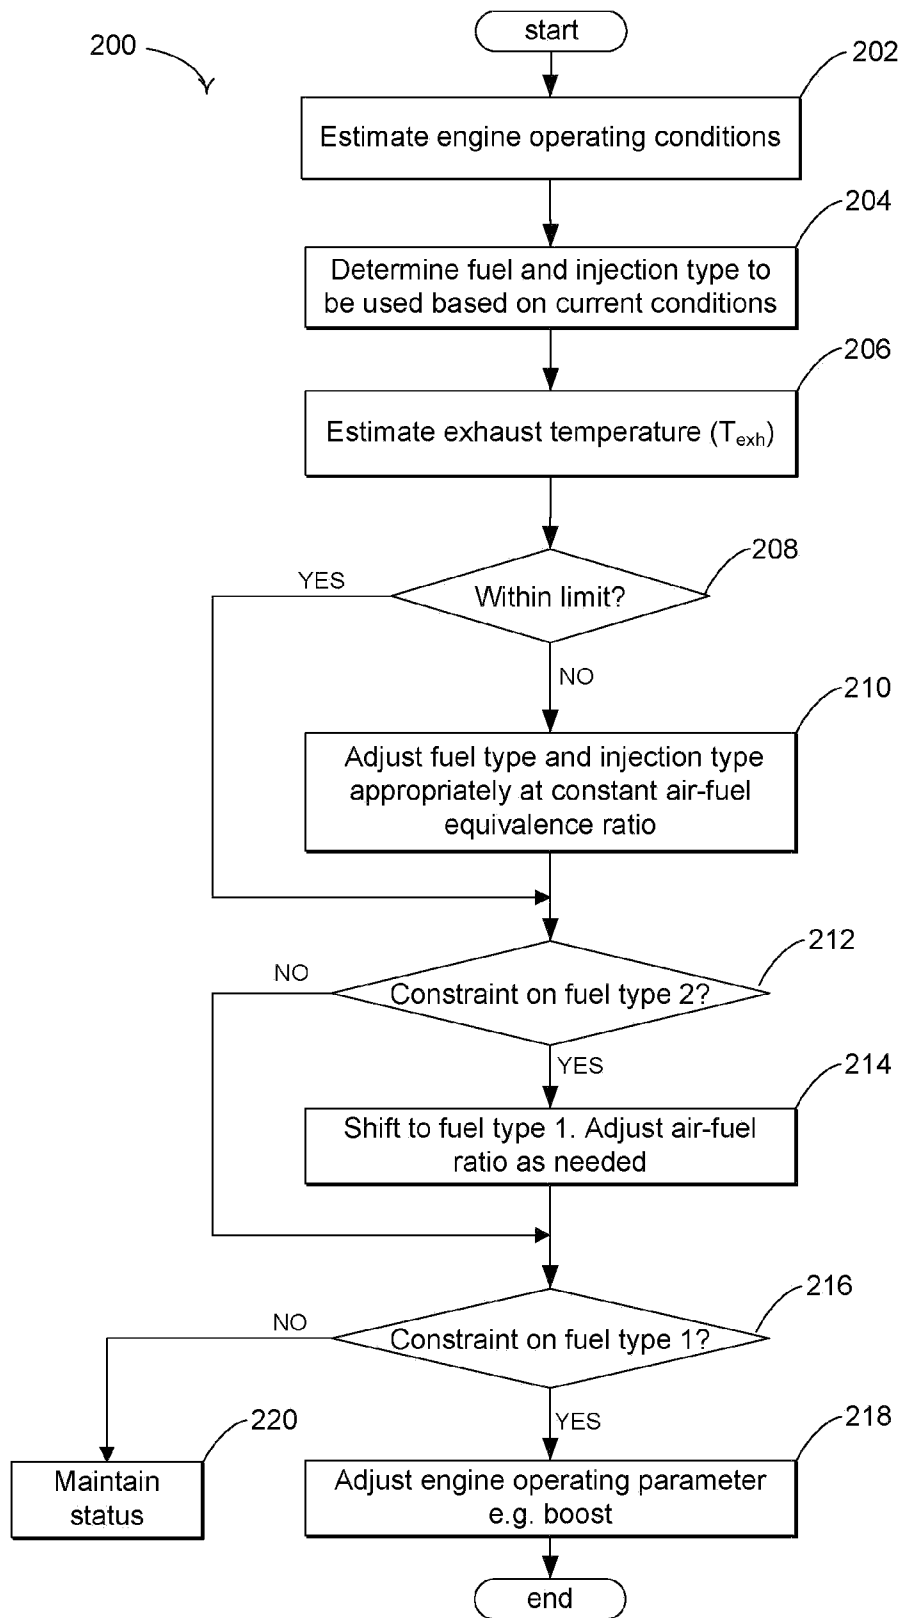 start
200
202
Estimate engine operating conditions
204
Determine fuel and injection type to
be used based on current conditions
206
Estimate exhaust temperature (Texh)
208
YES
Within limit?
NO
210
Adjust fuel type and injection type
appropriately at constant air-fuel
equivalence ratio
212
NO
Constraint on fuel type 2?
YES
214
Shift to fuel type 1. Adjust air-fuel
ratio as needed
216
NO
Constraint on fuel type 1?
YES
220
218
Maintain
status
Adjust engine operating parameter
e.g. boost
end